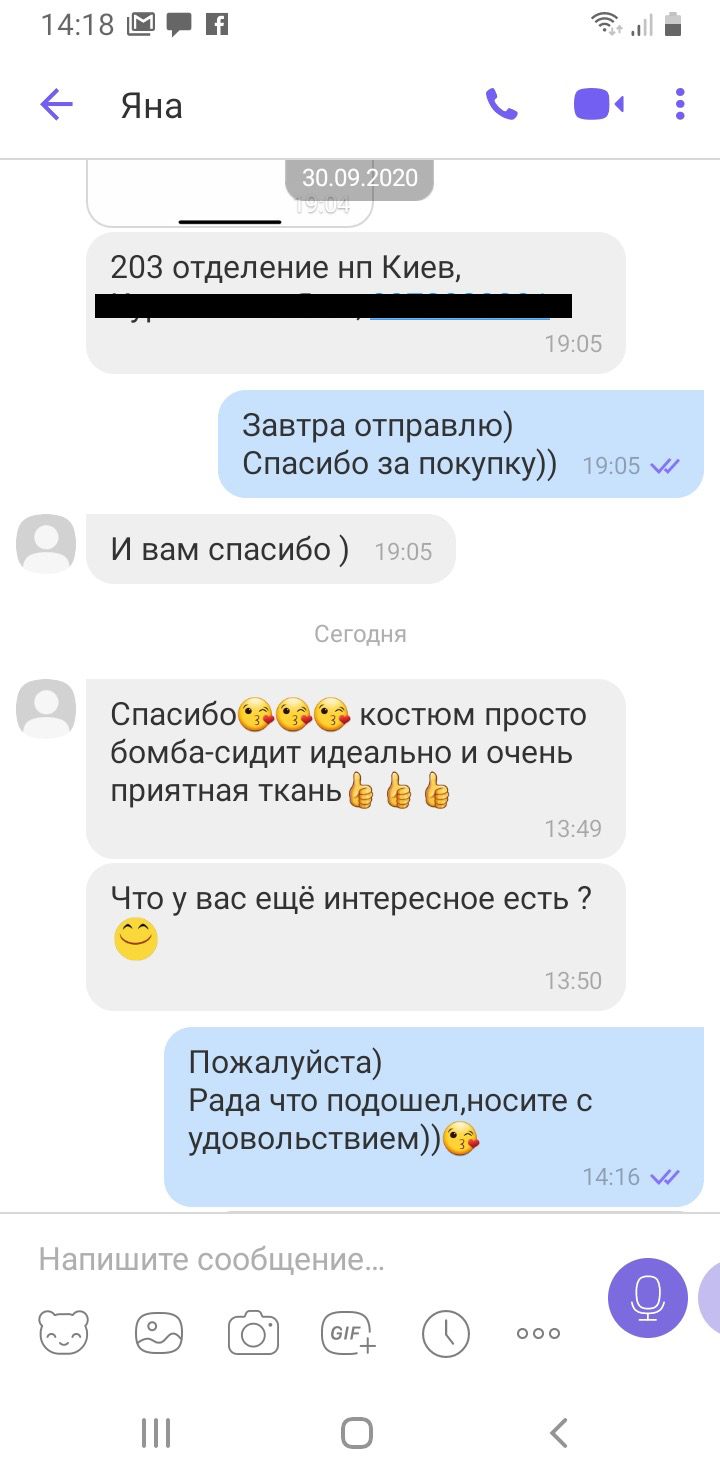 14:18
Яна
30.09.2020
19:04
203 отделение нп Киев,
19:05
Завтра отправлю)
Спасибо за покупку))
19:05
И вам спасибо )
19:05
Сегодня
Спасибо😘😘😘 костюм просто
бомба-сидит идеально и очень
приятная ткань👍👍👍
13:49
Что у вас ещё интересное есть ?
😊
13:50
Пожалуйста)
Рада что подошел,носите с
удовольствием))😘
14:16
Напишите сообщение...
GIF